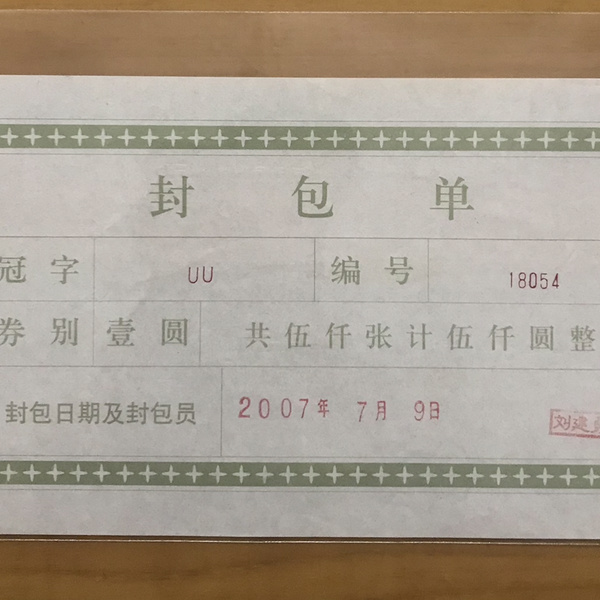 封包单
冠字 UU 编号 18054
券别 壹圆 共伍仟张计伍仟圆整
封包日期及封包员 2007年 7月 9日 刘建